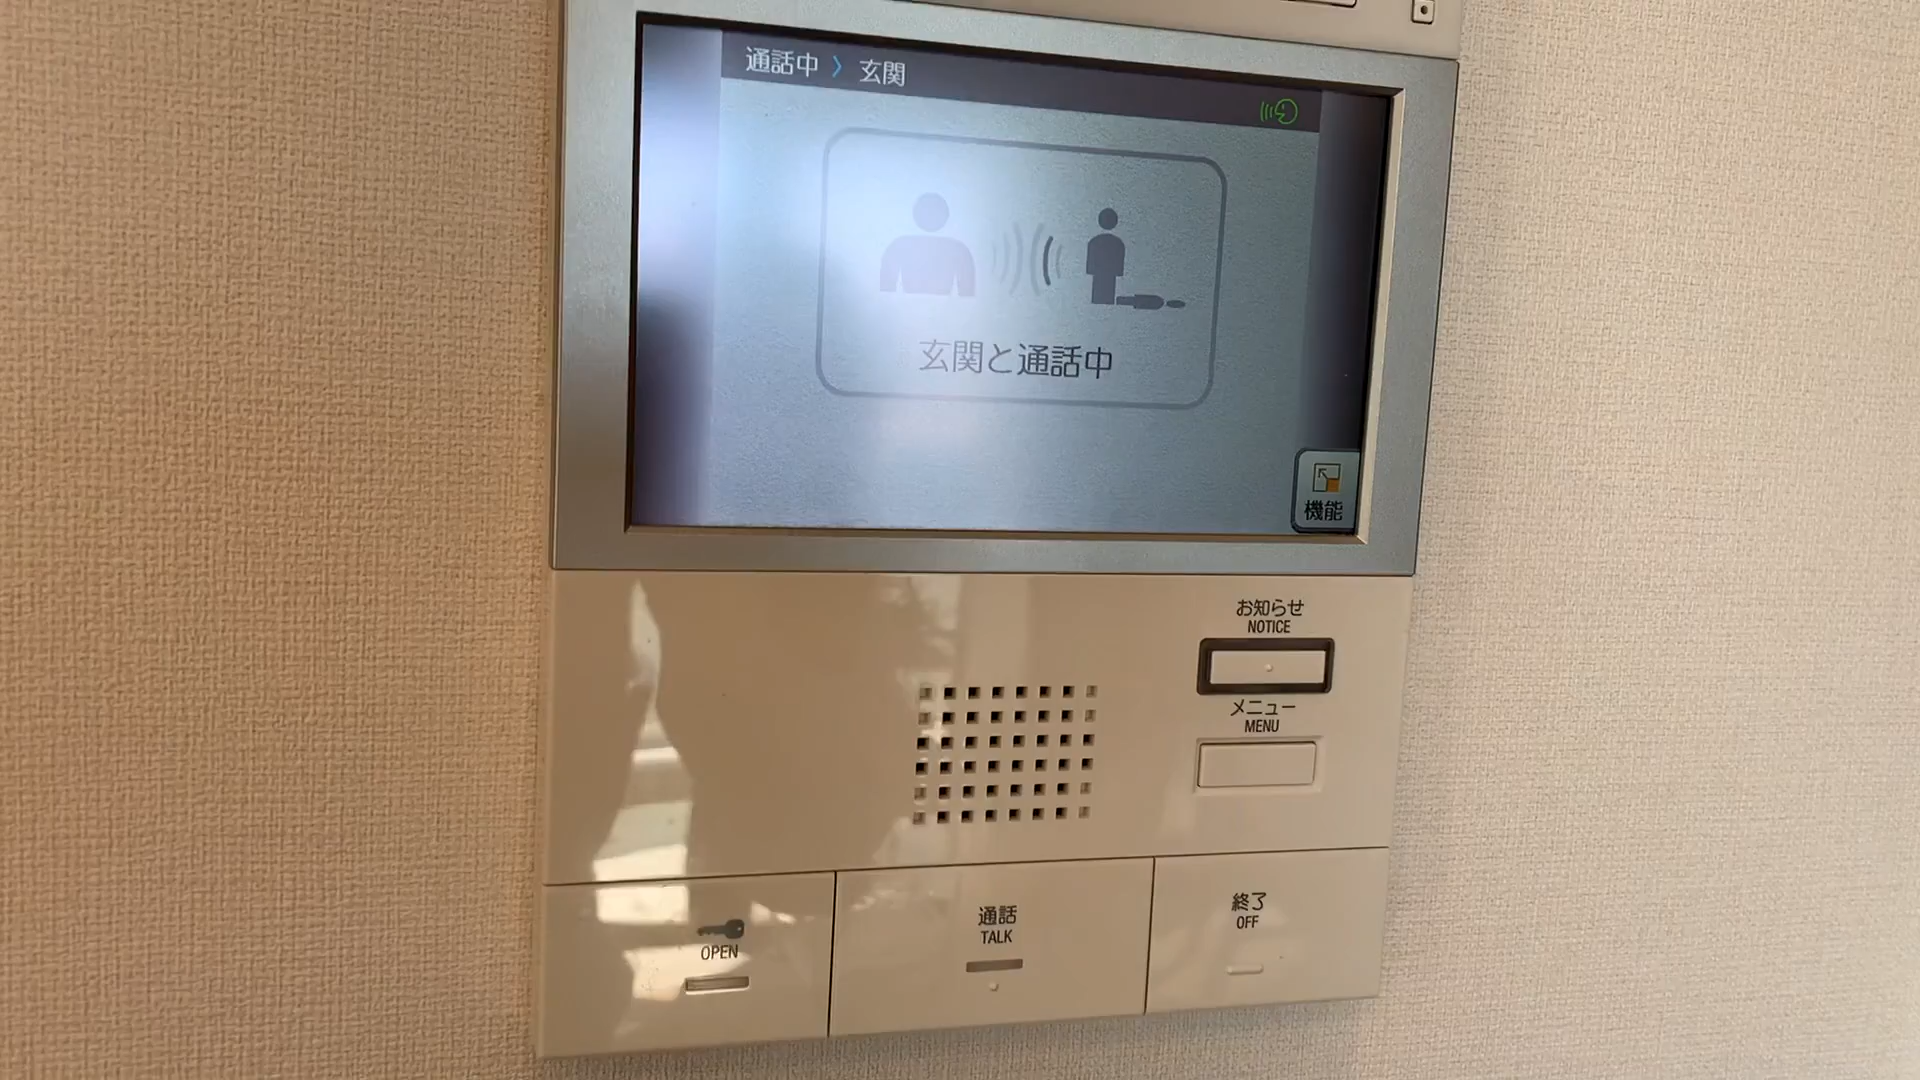 通話中 〉 玄関
玄関と通話中
機能
お知らせ
NOTICE
メニュー
MENU
OPEN
通話
TALK
終了
OFF